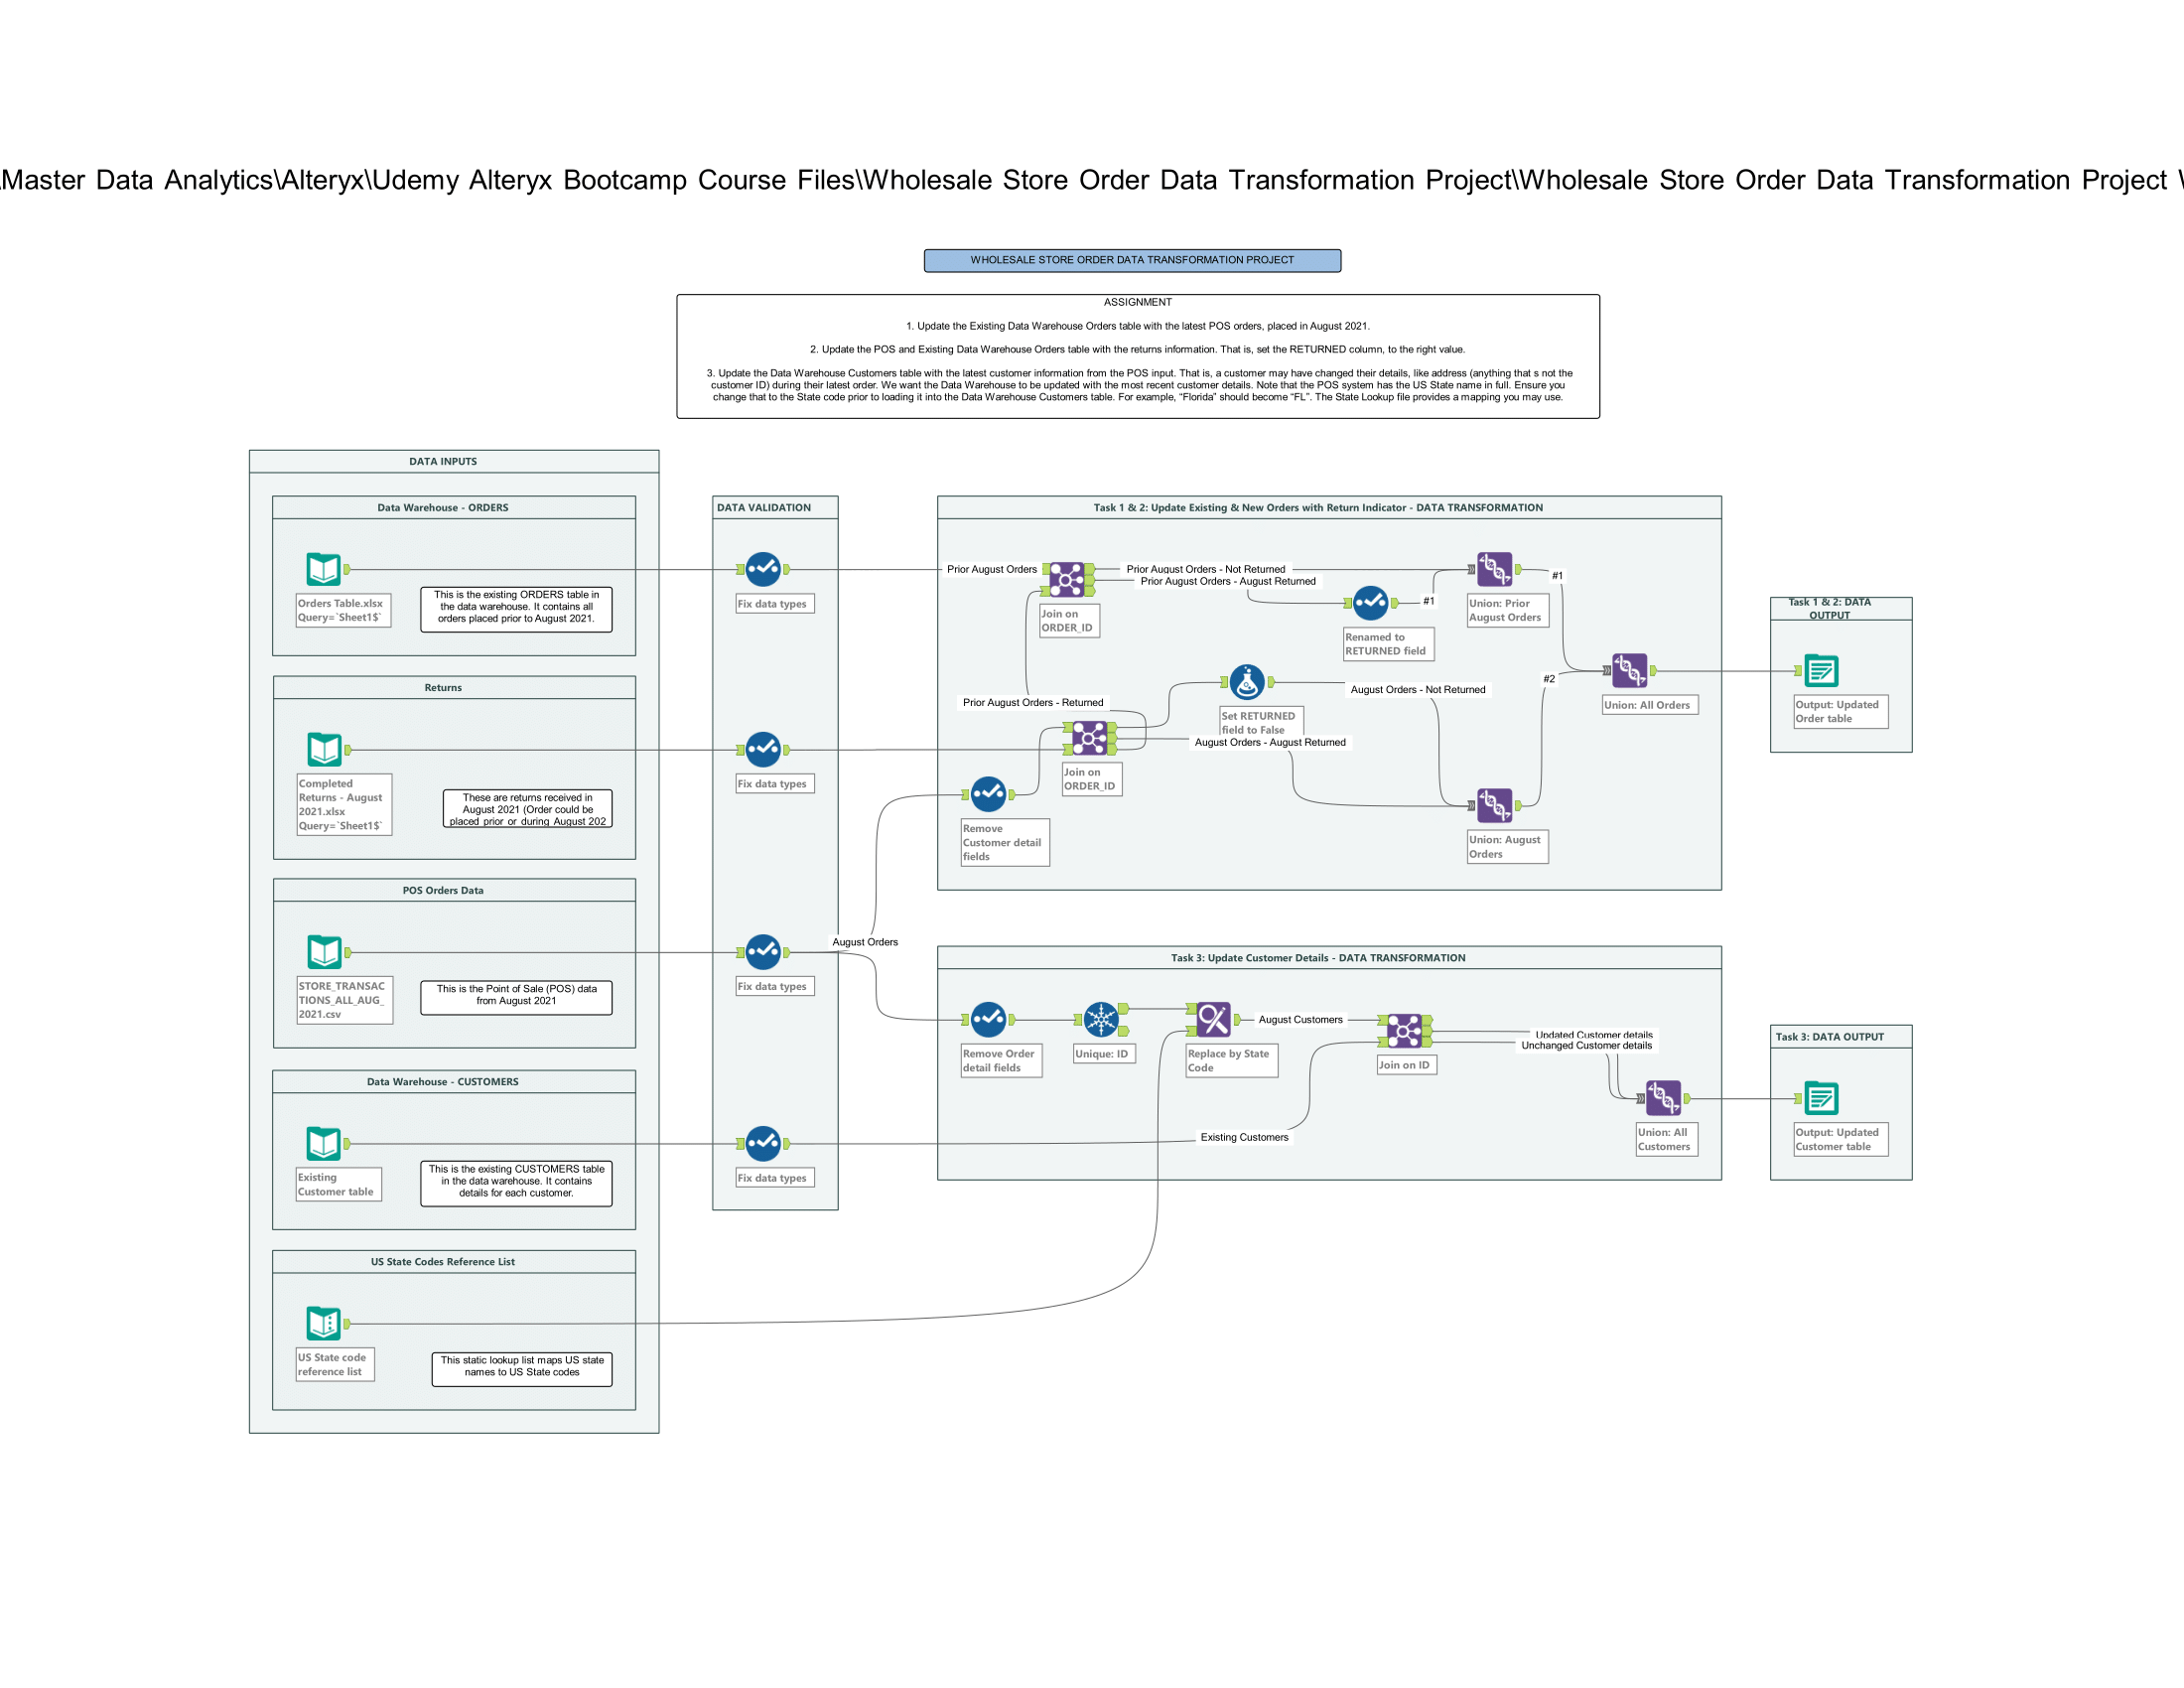 \Master Data Analytics\Alteryx\Udemy Alteryx Bootcamp Course Files\Wholesale Store Order Data Transformation Project\Wholesale Store Order Data Transformation Project
WHOLESALE STORE ORDER DATA TRANSFORMATION PROJECT
ASSIGNMENT
1. Update the Existing Data Warehouse Orders table with the latest POS orders, placed in August 2021.
2. Update the POS and Existing Data Warehouse Orders table with the returns information. That is, set the RETURNED column, to the right value.
3. Update the Data Warehouse Customers table with the latest customer information from the POS input. That is, a customer may have changed their details, like address (anything that s not the
customer ID) during their latest order. We want the Data Warehouse to be updated with the most recent customer details. Note that the POS system has the US State name in full. Ensure you
change that to the State code prior to loading it into the Data Warehouse Customers table. For example, “Florida” should become “FL”. The State Lookup file provides a mapping you may use.
DATA INPUTS
Data Warehouse - ORDERS
Orders Table.xlsx
Query=`Sheet1$`
This is the existing ORDERS table in
the data warehouse. It contains all
orders placed prior to August 2021.
Returns
Completed
Returns - August
2021.xlsx
Query=`Sheet1$`
These are returns received in
August 2021 (Order could be
placed prior or during August 202
POS Orders Data
STORE_TRANSAC
TIONS_ALL_AUG_
2021.csv
This is the Point of Sale (POS) data
from August 2021
Data Warehouse - CUSTOMERS
Existing
Customer table
This is the existing CUSTOMERS table
in the data warehouse. It contains
details for each customer.
US State Codes Reference List
US State code
reference list
This static lookup list maps US state
names to US State codes
DATA VALIDATION
Fix data types
Fix data types
Fix data types
Fix data types
August Orders
Task 1 & 2: Update Existing & New Orders with Return Indicator - DATA TRANSFORMATION
Prior August Orders
Join on
ORDER_ID
Prior August Orders - Not Returned
Prior August Orders - August Returned
Renamed to
RETURNED field
#1
Union: Prior
August Orders
#1
Prior August Orders - Returned
Join on
ORDER_ID
Set RETURNED
field to False
August Orders - Not Returned
August Orders - August Returned
Remove
Customer detail
fields
Union: August
Orders
#2
Union: All Orders
Task 1 & 2: DATA
OUTPUT
Output: Updated
Order table
Task 3: Update Customer Details - DATA TRANSFORMATION
Remove Order
detail fields
Unique: ID
Replace by State
Code
August Customers
Existing Customers
Join on ID
Updated Customer details
Unchanged Customer details
Union: All
Customers
Task 3: DATA OUTPUT
Output: Updated
Customer table